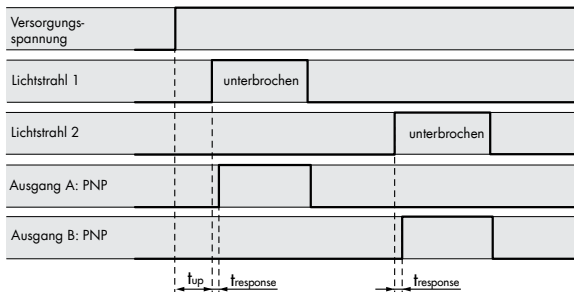 Versorgungs-
spannung
Lichtstrahl 1
unterbrochen
Lichtstrahl 2
unterbrochen
Ausgang A: PNP
Ausgang B: PNP
tup
tresponse
tresponse